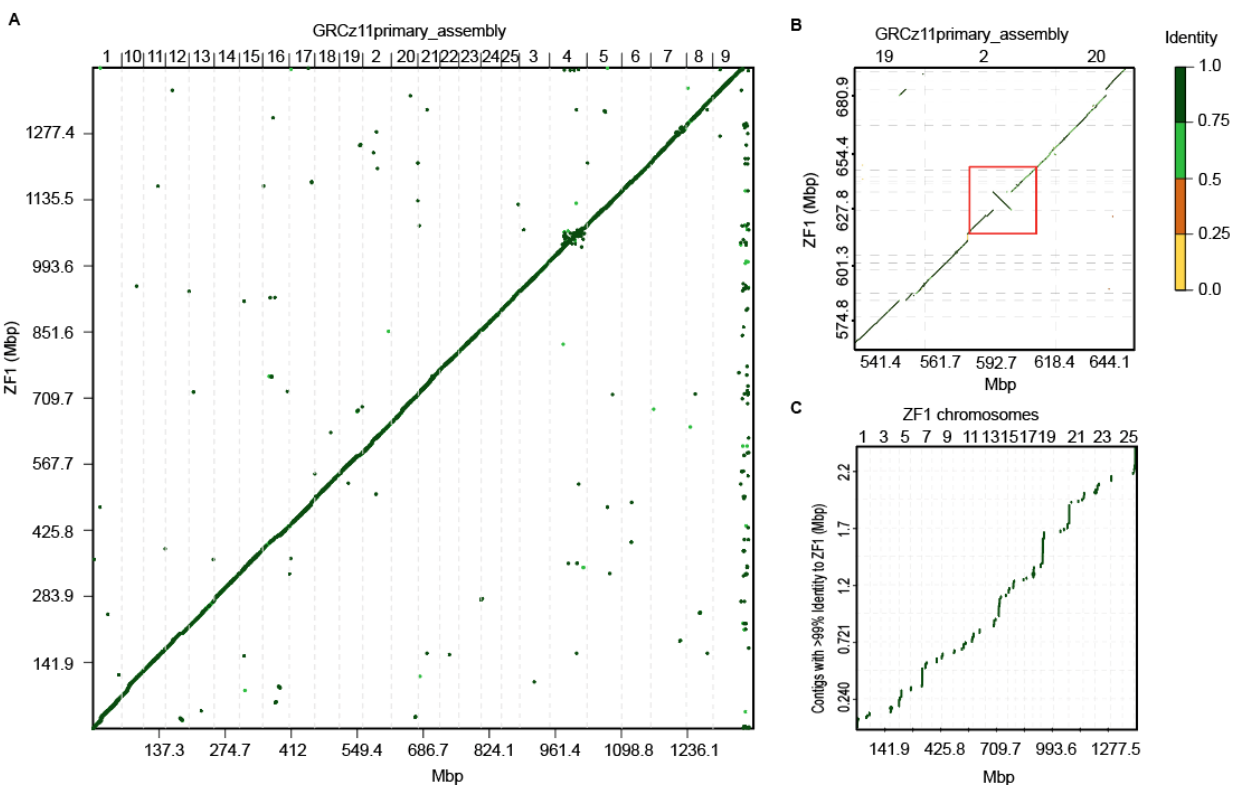 A
GRCz11primary_assembly
1 10 11 12 13 14 15 16 17 18 19 2 20 21 22 23 24 25 3 4 5 6 7 8 9
ZF1 (Mbp)
1277.4
1135.5
993.6
851.6
709.7
567.7
425.8
283.9
141.9
137.3 274.7 412 549.4 686.7 824.1 961.4 1098.8 1236.1
Mbp
B
GRCz11primary_assembly
19 2 20
ZF1 (Mbp)
680.9
654.4
627.8
601.3
574.8
541.4 561.7 592.7 618.4 644.1
Mbp
Identity
1.0
0.75
0.5
0.25
0.0
C
ZF1 chromosomes
1 3 5 7 9 11 13 15 17 19 21 23 25
Contigs with >99% Identity to ZF1 (Mbp)
2.2
1.7
1.2
0.721
0.240
141.9 425.8 709.7 993.6 1277.5
Mbp